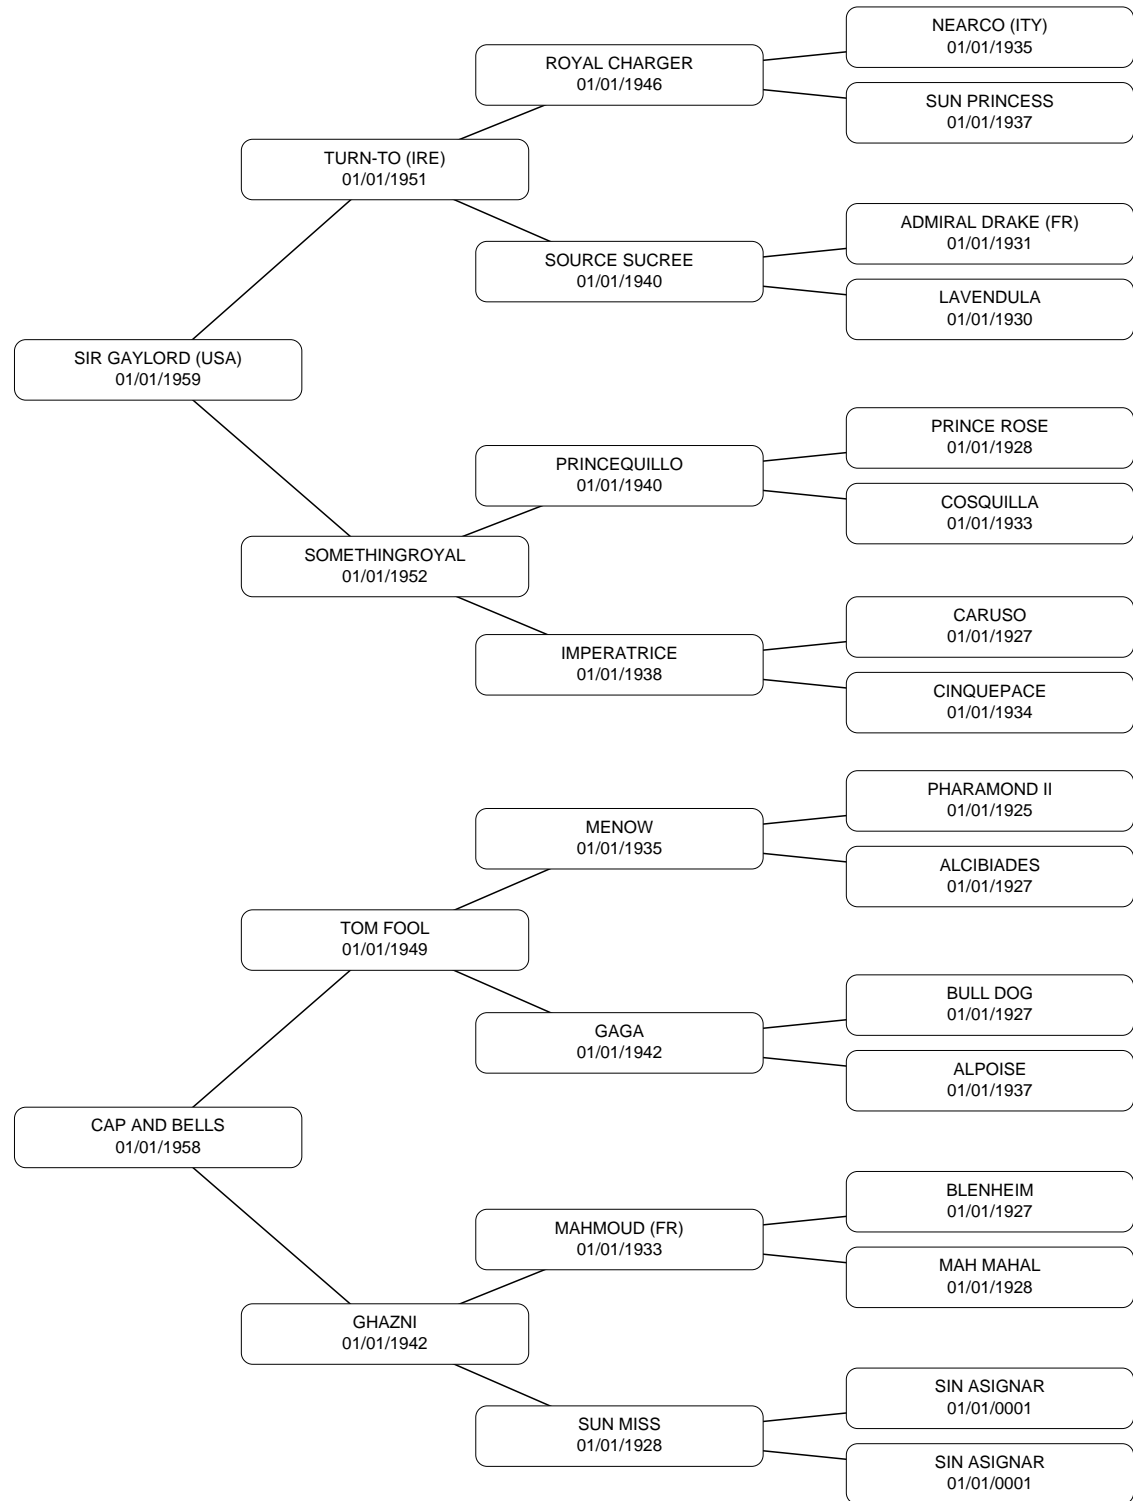 NEARCO (ITY)
01/01/1935
ROYAL CHARGER
01/01/1946
SUN PRINCESS
01/01/1937
TURN-TO (IRE)
01/01/1951
ADMIRAL DRAKE (FR)
01/01/1931
SOURCE SUCREE
01/01/1940
LAVENDULA
01/01/1930
SIR GAYLORD (USA)
01/01/1959
PRINCE ROSE
01/01/1928
PRINCEQUILLO
01/01/1940
COSQUILLA
01/01/1933
SOMETHINGROYAL
01/01/1952
CARUSO
01/01/1927
IMPERATRICE
01/01/1938
CINQUEPACE
01/01/1934
PHARAMOND II
01/01/1925
MENOW
01/01/1935
ALCIBIADES
01/01/1927
TOM FOOL
01/01/1949
BULL DOG
01/01/1927
GAGA
01/01/1942
ALPOISE
01/01/1937
CAP AND BELLS
01/01/1958
BLENHEIM
01/01/1927
MAHMOUD (FR)
01/01/1933
MAH MAHAL
01/01/1928
GHAZNI
01/01/1942
SIN ASIGNAR
01/01/0001
SUN MISS
01/01/1928
SIN ASIGNAR
01/01/0001